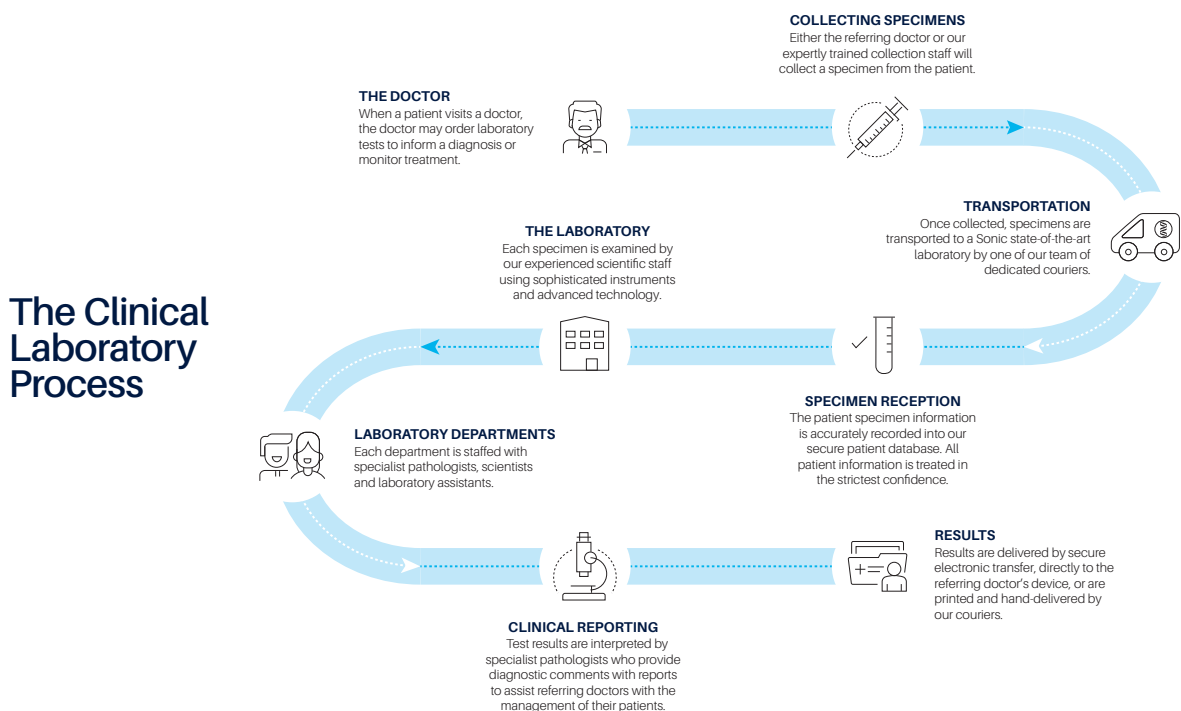 The Clinical
Laboratory
Process
THE DOCTOR
When a patient visits a doctor,
the doctor may order laboratory
tests to inform a diagnosis or
monitor treatment.
COLLECTING SPECIMENS
Either the referring doctor or our
expertly trained collection staff will
collect a specimen from the patient.
TRANSPORTATION
Once collected, specimens are
transported to a Sonic state-of-the-art
laboratory by one of our team of
dedicated couriers.
SPECIMEN RECEPTION
The patient specimen information
is accurately recorded into our
secure patient database. All
patient information is treated in
the strictest confidence.
THE LABORATORY
Each specimen is examined by
our experienced scientific staff
using sophisticated instruments
and advanced technology.
LABORATORY DEPARTMENTS
Each department is staffed with
specialist pathologists, scientists
and laboratory assistants.
CLINICAL REPORTING
Test results are interpreted by
specialist pathologists who provide
diagnostic comments with reports
to assist referring doctors with the
management of their patients.
RESULTS
Results are delivered by secure
electronic transfer, directly to the
referring doctor’s device, or are
printed and hand-delivered by
our couriers.